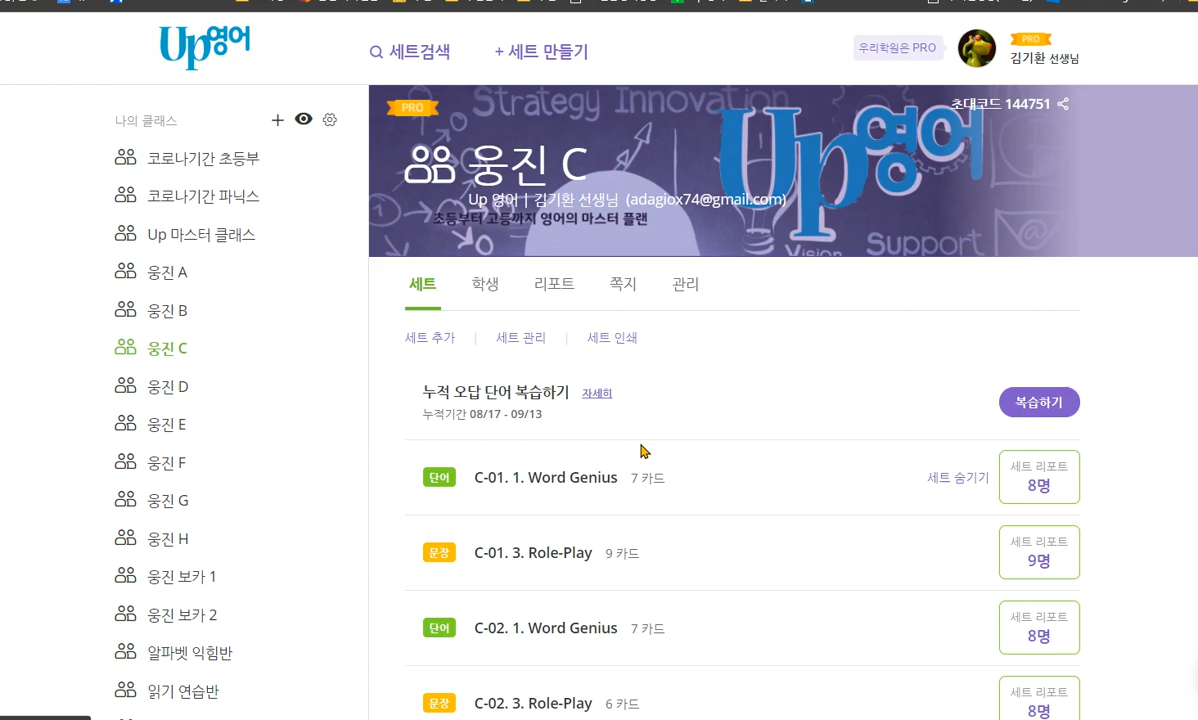 Up영어
세트검색
+ 세트 만들기
우리학원은 PRO
PRO
김기환 선생님
나의 클래스
코로나기간 초등부
코로나기간 파닉스
Up 마스터 클래스
웅진 A
웅진 B
웅진 C
웅진 D
웅진 E
웅진 F
웅진 G
웅진 H
웅진 보카 1
웅진 보카 2
알파벳 익힘반
읽기 연습반
PRO
Strategy Innovation
초대코드 144751
Up영어
웅진 C
Up 영어 | 김기환 선생님 (adagiox74@gmail.com)
초등부터 고등까지 영어의 마스터 플랜
Support
Vision
세트 학생 리포트 쪽지 관리
세트 추가 | 세트 관리 | 세트 인쇄
누적 오답 단어 복습하기 자세히
누적기간 08/17 - 09/13
복습하기
단어 C-01. 1. Word Genius 7 카드 세트 숨기기
세트 리포트
8명
문장 C-01. 3. Role-Play 9 카드
세트 리포트
9명
단어 C-02. 1. Word Genius 7 카드
세트 리포트
8명
문장 C-02. 3. Role-Play 6 카드
세트 리포트
8명